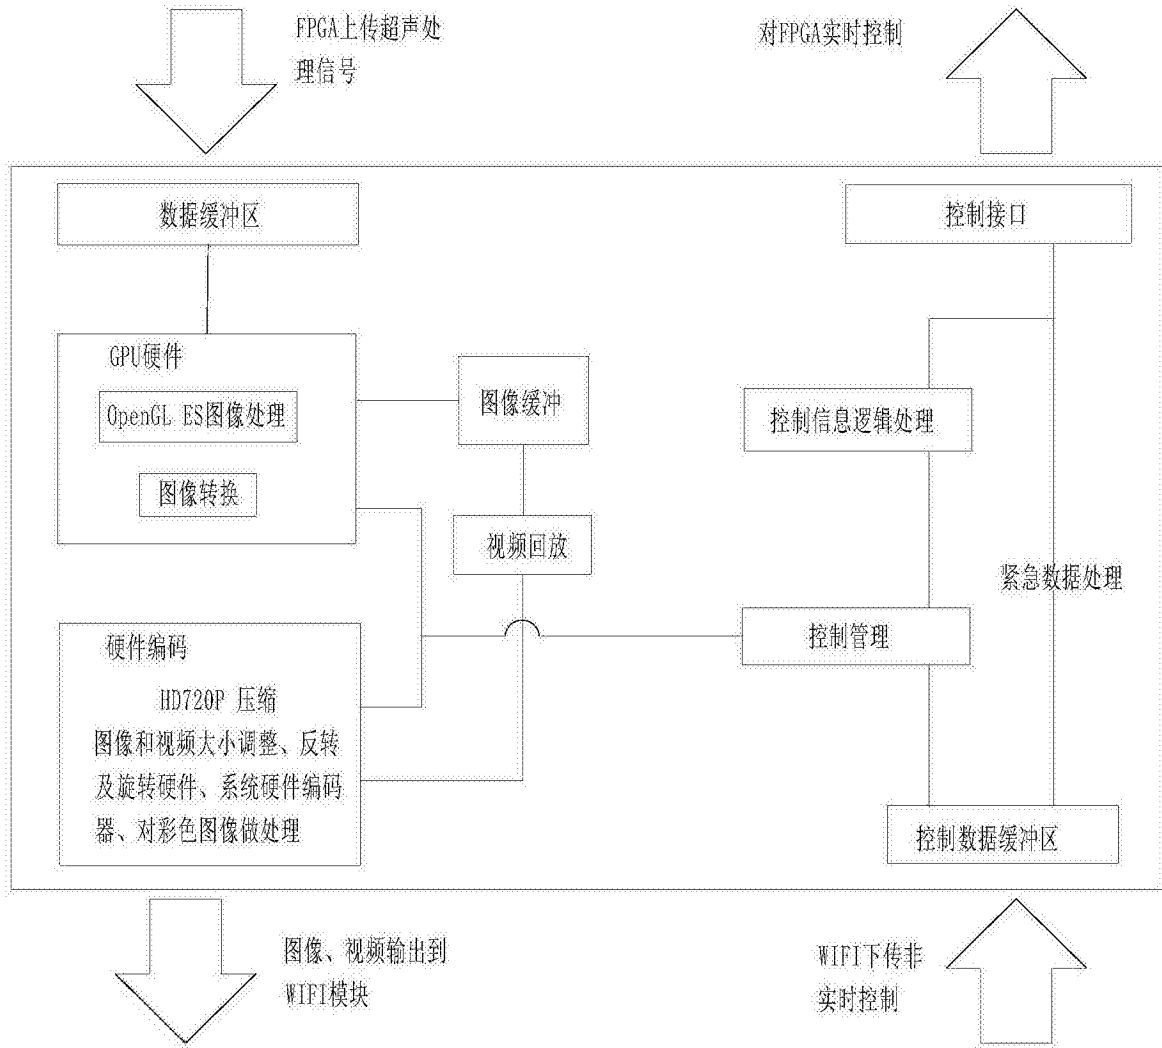 FPGA上传超声处
理信号
对FPGA实时控制
数据缓冲区
控制接口
GPU硬件
OpenGL ES图像处理
图像转换
图像缓冲
控制信息逻辑处理
视频回放
紧急数据处理
控制管理
硬件编码
HD720P 压缩
图像和视频大小调整、反转
及旋转硬件、系统硬件编码
器、对彩色图像做处理
控制数据缓冲区
图像、视频输出到
WIFI模块
WIFI下传非
实时控制